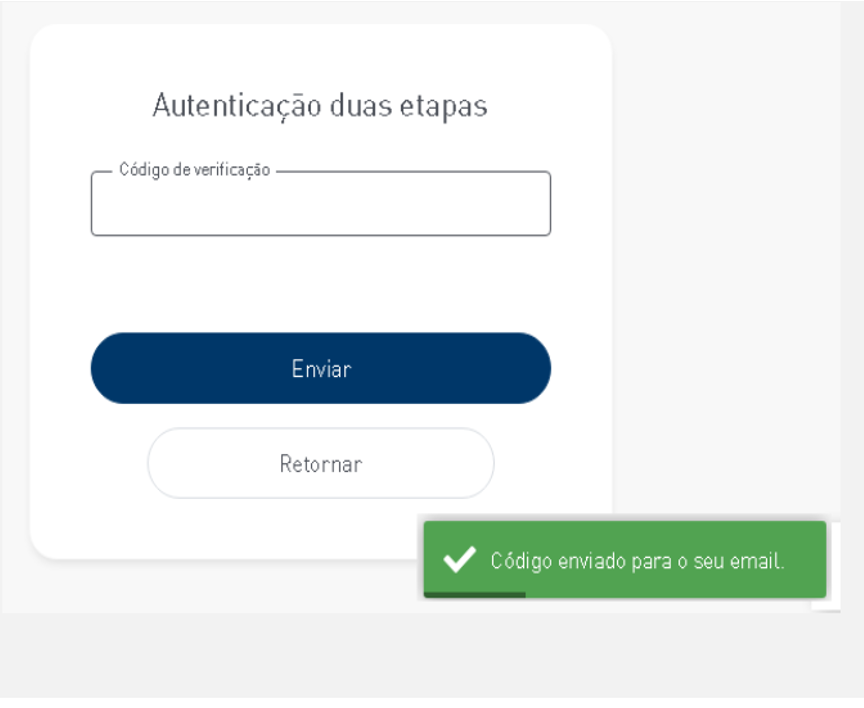 Autenticação duas etapas
Código de verificação
Enviar
Retornar
Código enviado para o seu email.